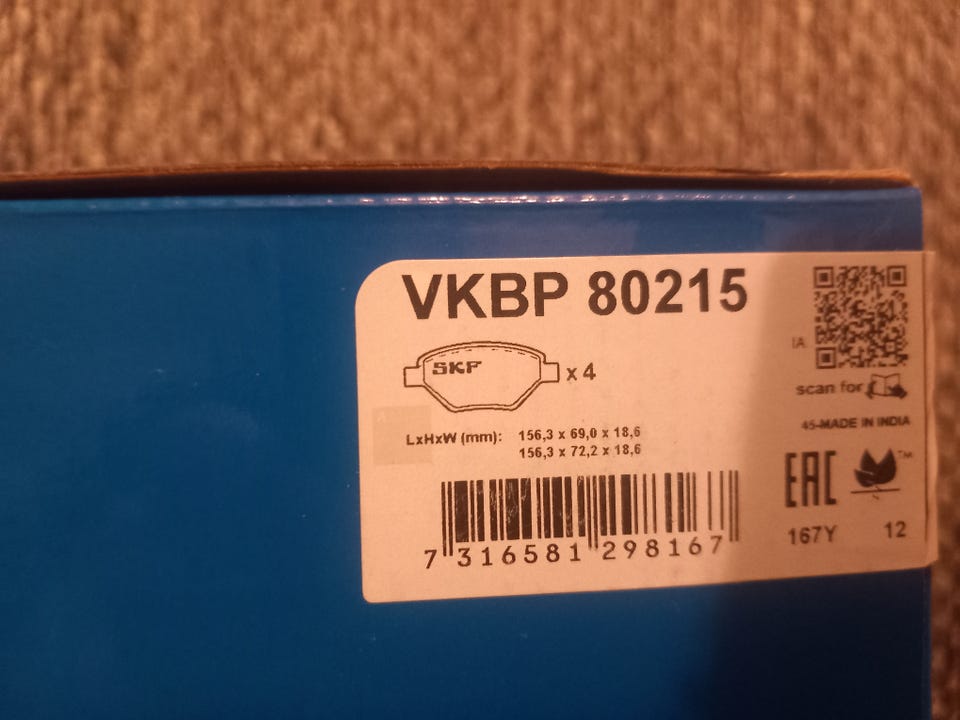 VKBP 80215
SKF
x 4
IA
scan for
LxHxW (mm): 156,3 x 69,0 x 18,6
156,3 x 72,2 x 18,6
45-MADE IN INDIA
EAC
TM
N
7 316581 298167
167Y 12